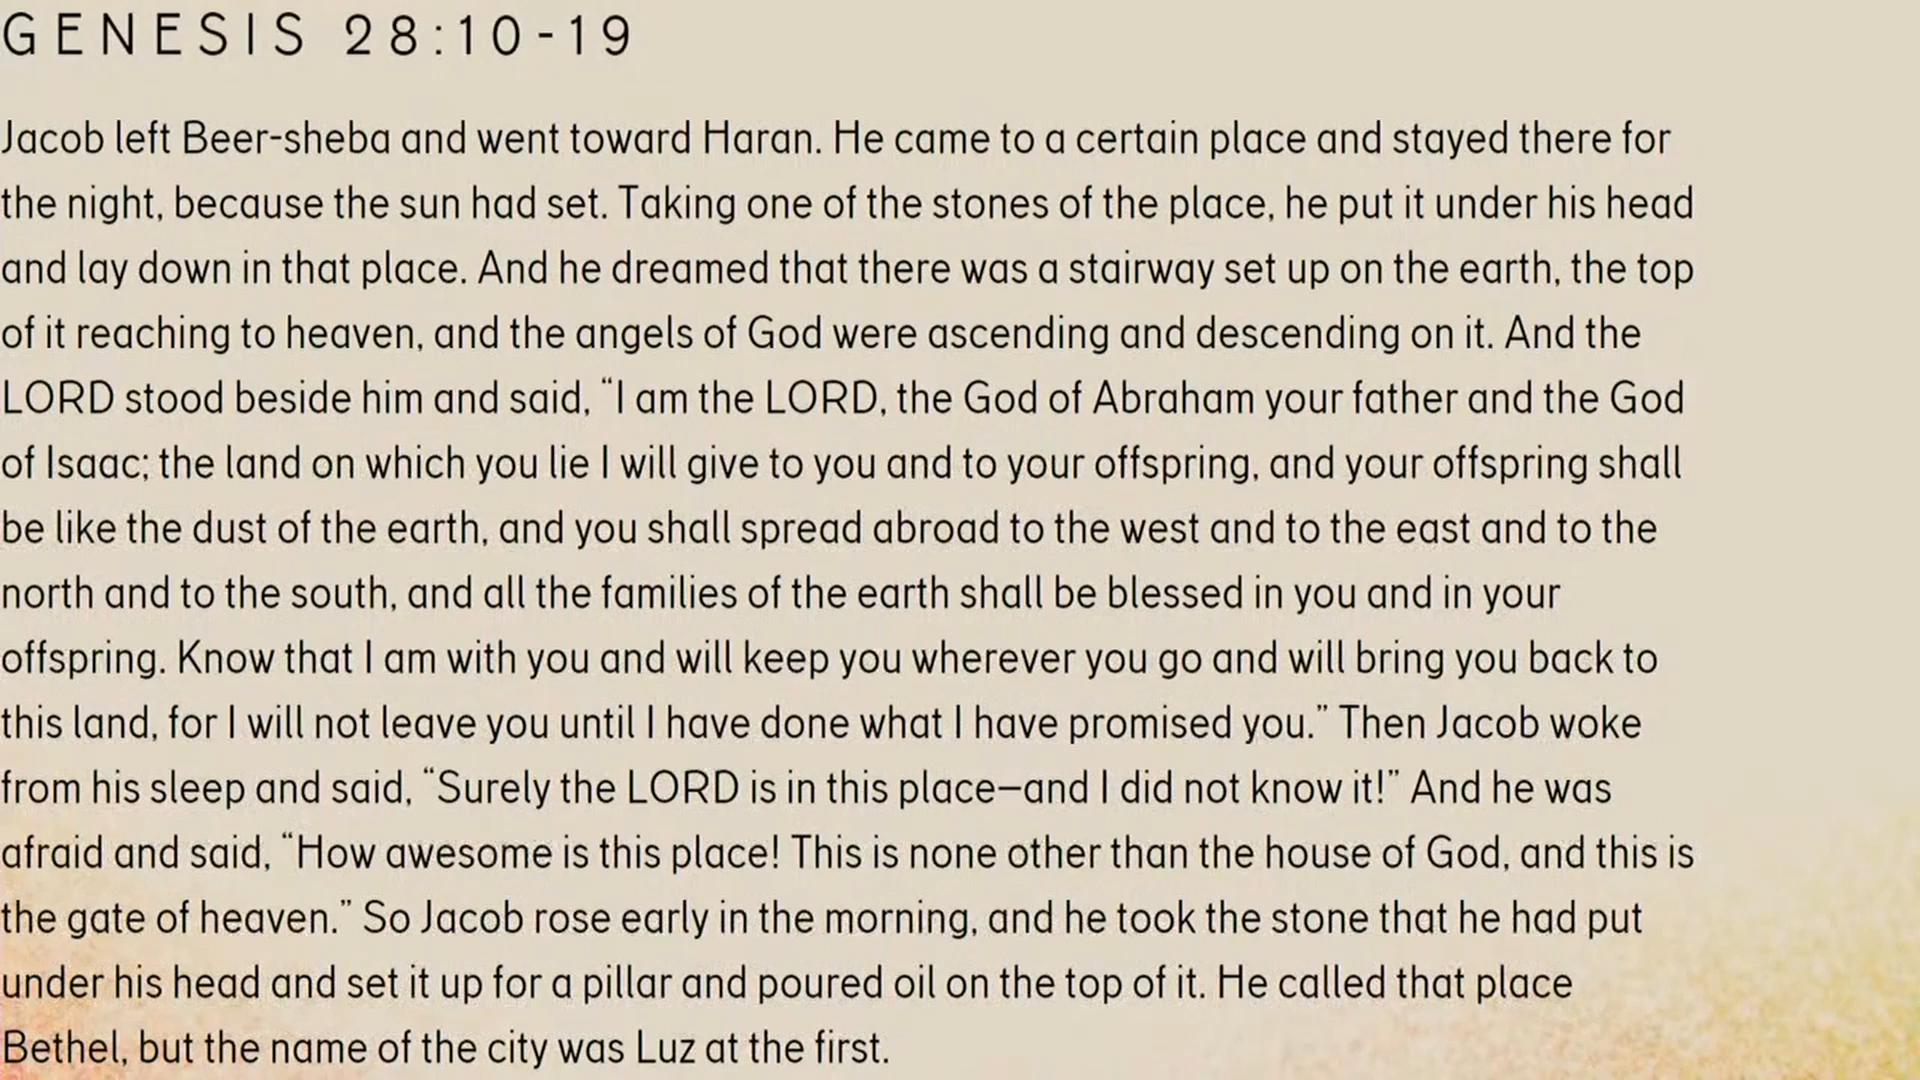 GENESIS 28:10-19
Jacob left Beer-sheba and went toward Haran. He came to a certain place and stayed there for
the night, because the sun had set. Taking one of the stones of the place, he put it under his head
and lay down in that place. And he dreamed that there was a stairway set up on the earth, the top
of it reaching to heaven, and the angels of God were ascending and descending on it. And the
LORD stood beside him and said, “I am the LORD, the God of Abraham your father and the God
of Isaac; the land on which you lie I will give to you and to your offspring, and your offspring shall
be like the dust of the earth, and you shall spread abroad to the west and to the east and to the
north and to the south, and all the families of the earth shall be blessed in you and in your
offspring. Know that I am with you and will keep you wherever you go and will bring you back to
this land, for I will not leave you until I have done what I have promised you.” Then Jacob woke
from his sleep and said, “Surely the LORD is in this place—and I did not know it!” And he was
afraid and said, “How awesome is this place! This is none other than the house of God, and this is
the gate of heaven.” So Jacob rose early in the morning, and he took the stone that he had put
under his head and set it up for a pillar and poured oil on the top of it. He called that place
Bethel, but the name of the city was Luz at the first.